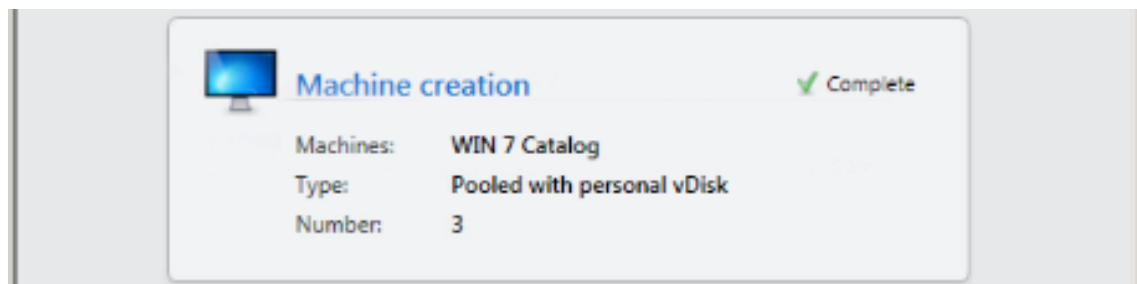 Machine creation
Complete
Machines: WIN 7 Catalog
Type: Pooled with personal vDisk
Number: 3